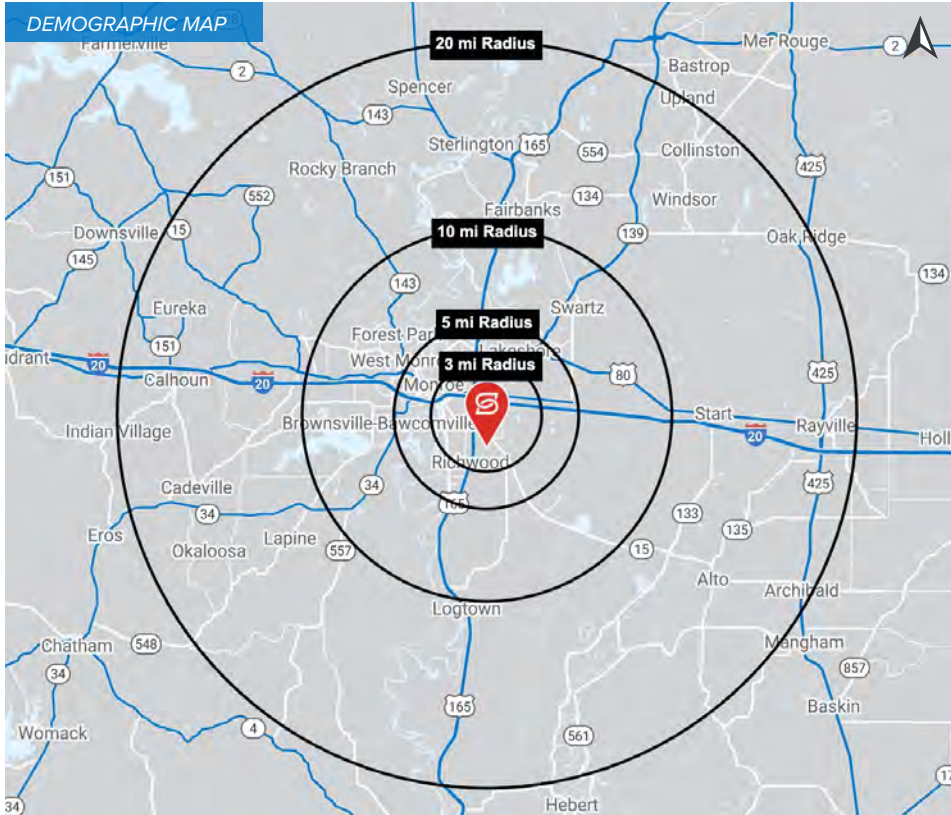 DEMOGRAPHIC MAP
Farmerville
2
20 mi Radius
Mer Rouge
2
Bastrop
Spencer
Upland
143
Sterlington
165
554
Collinston
425
Rocky Branch
151
552
134
Windsor
Fairbanks
Downsville
15
10 mi Radius
139
Oak Ridge
145
143
134
Eureka
Swartz
5 mi Radius
151
Forest Par
West Monro
Lakeshore
20
3 mi Radius
80
425
Calhoun
20
Monroe
Start
Indian Village
Brownsville-Bawcomville
20
Rayville
Holl
Richwood
34
425
Cadeville
165
34
133
135
Eros
Okaloosa
Lapine
557
15
Alto
Archibald
Logtown
Chatham
548
Mangham
34
857
165
Baskin
Womack
4
561
17
34
Hebert